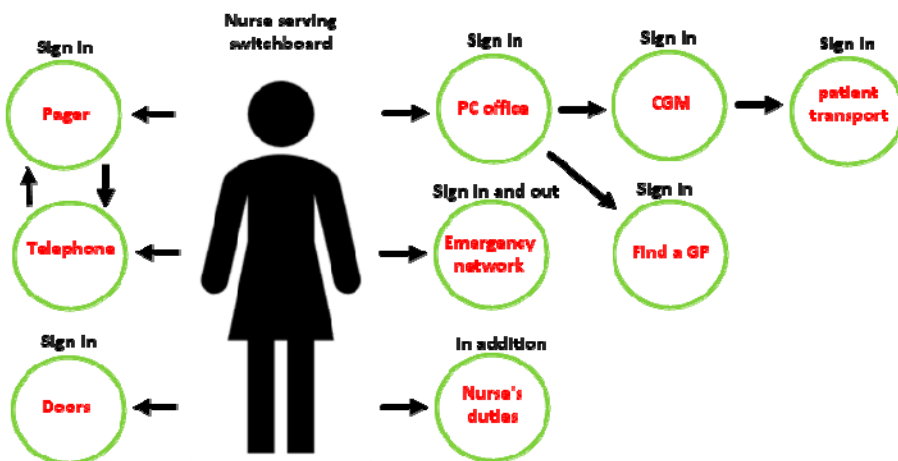 Nurse serving
switchboard
Sign in
Pager
Sign in
PC office
Sign in
CGM
Sign in
patient
transport
Telephone
Sign in and out
Emergency
network
Sign in
Find a GP
Sign in
Doors
In addition
Nurse's
duties